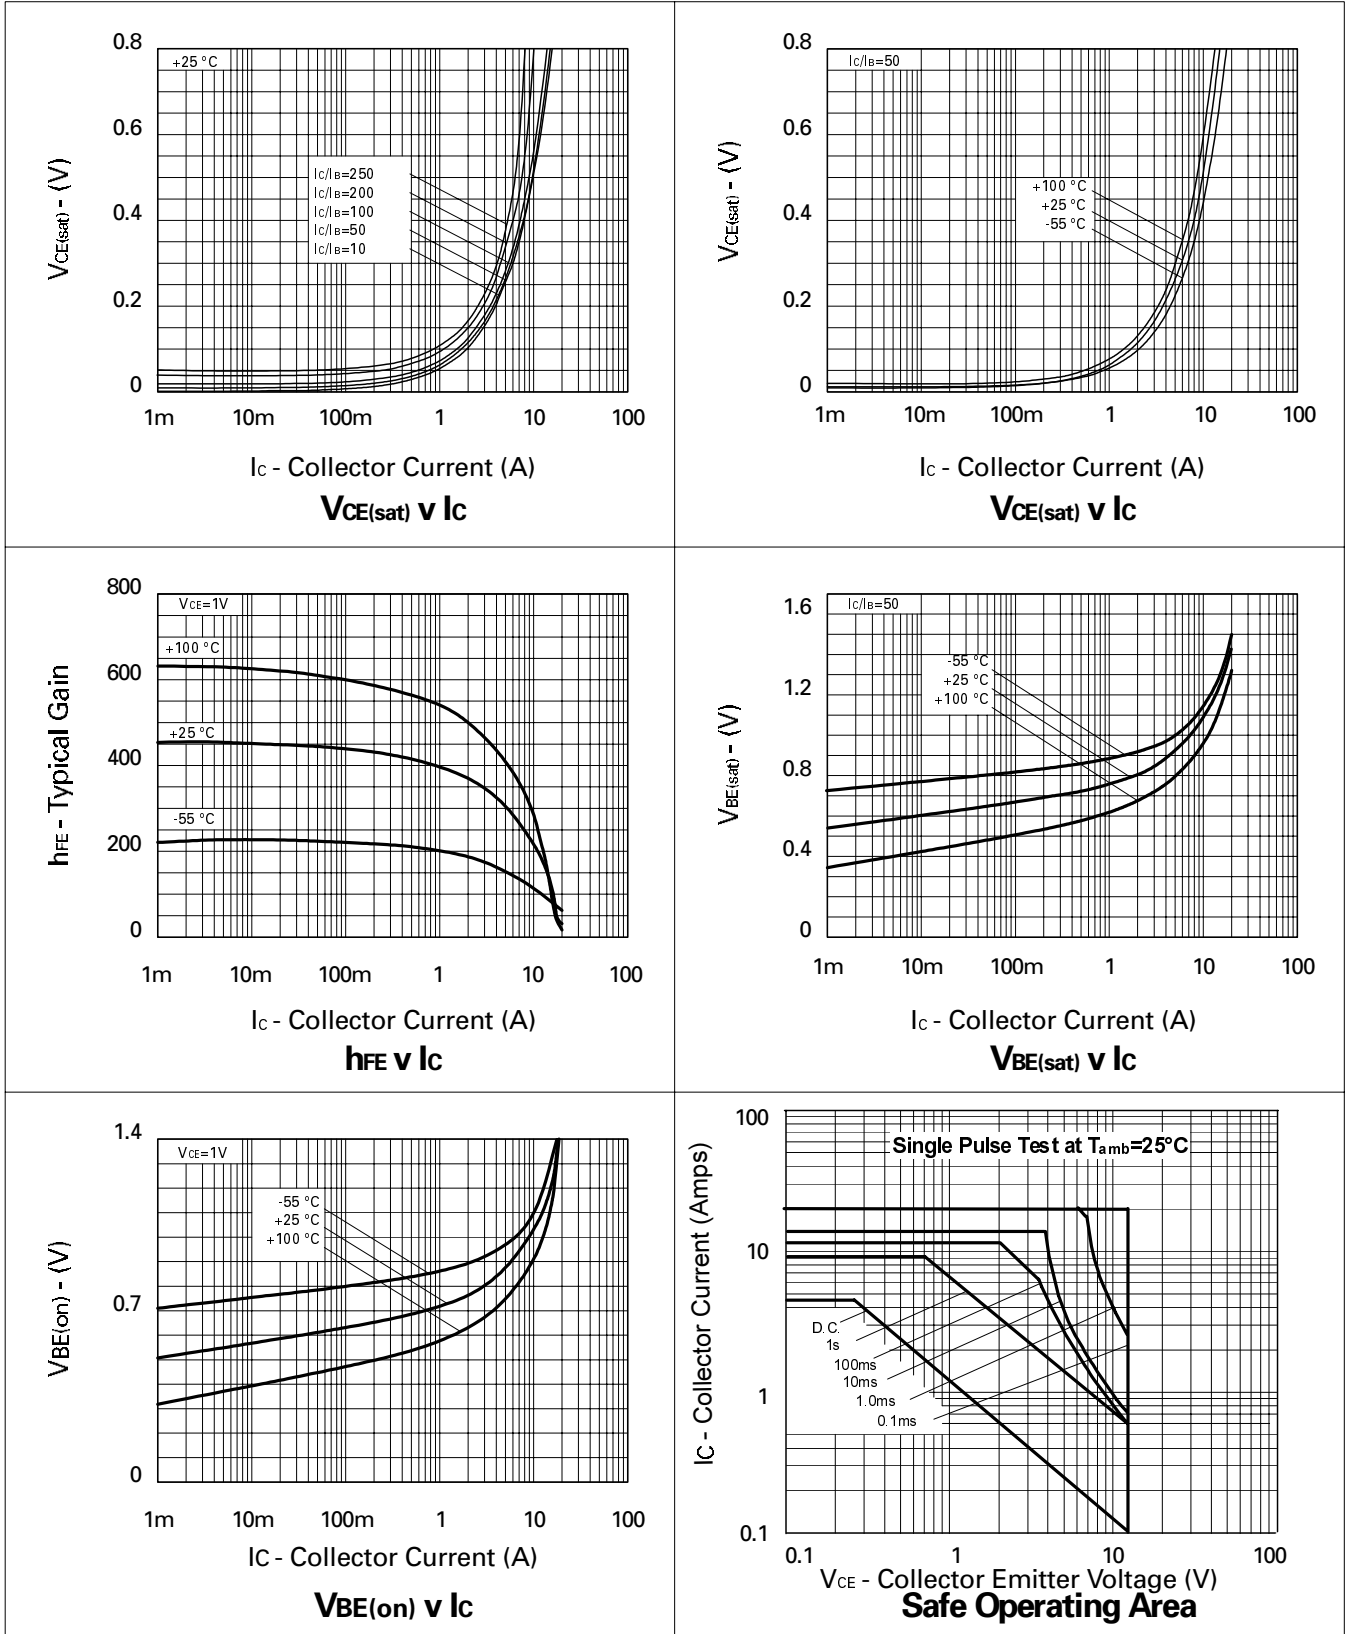 0.8
+25 °C
0.6
IC/IB=250
IC/IB=200
IC/IB=100
IC/IB=50
IC/IB=10
0.4
0.2
0
VCE(sat) - (V)
1m 10m 100m 1 10 100
IC - Collector Current (A)
VCE(sat) v IC
0.8
IC/IB=50
0.6
+100 °C
+25 °C
-55 °C
0.4
0.2
0
VCE(sat) - (V)
1m 10m 100m 1 10 100
IC - Collector Current (A)
VCE(sat) v IC
800
VCE=1V
+100 °C
600
+25 °C
400
-55 °C
200
0
hFE - Typical Gain
1m 10m 100m 1 10 100
IC - Collector Current (A)
hFE v IC
1.6
IC/IB=50
-55 °C
+25 °C
+100 °C
1.2
0.8
0.4
0
VBE(sat) - (V)
1m 10m 100m 1 10 100
IC - Collector Current (A)
VBE(sat) v IC
1.4
VCE=1V
-55 °C
+25 °C
+100 °C
0.7
0
VBE(on) - (V)
1m 10m 100m 1 10 100
IC - Collector Current (A)
VBE(on) v IC
100
Single Pulse Test at Tamb=25°C
10
D.C.
1s
100ms
10ms
1.0ms
0.1ms
1
0.1
IC - Collector Current (Amps)
0.1 1 10 100
VCE - Collector Emitter Voltage (V)
Safe Operating Area